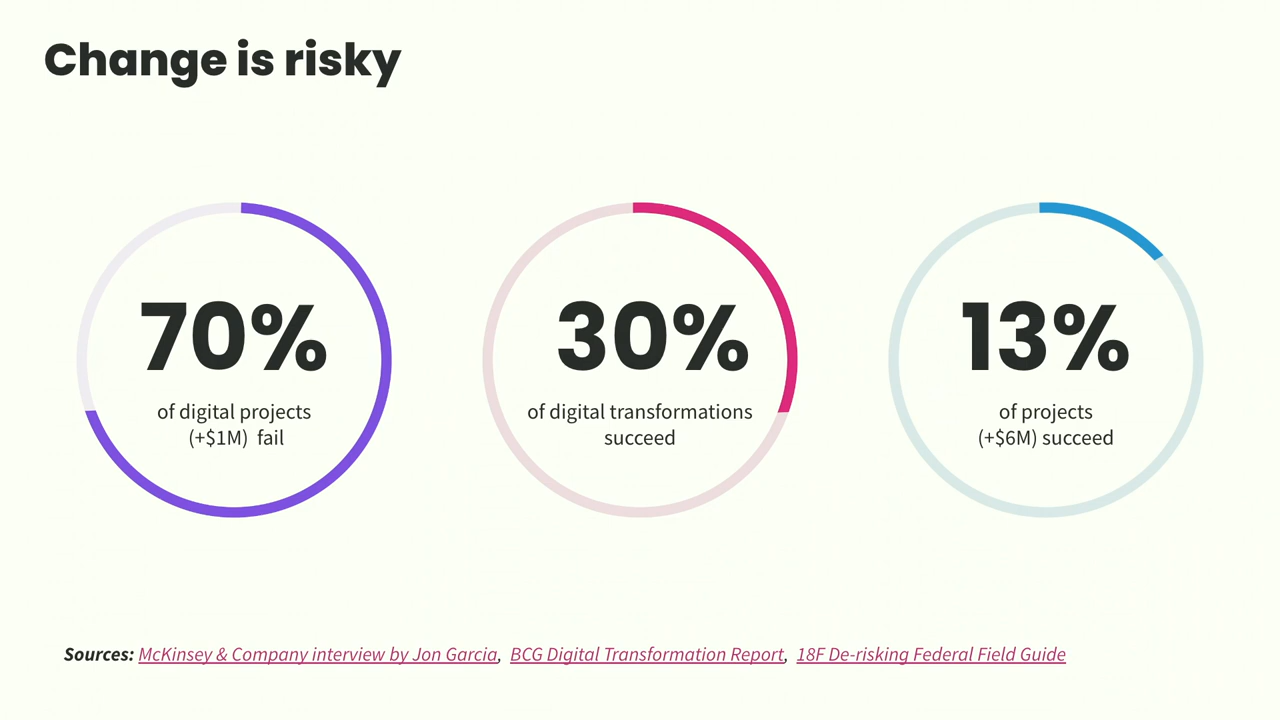 Change is risky
70%
of digital projects
(+$1M)  fail
30%
of digital transformations
succeed
13%
of projects
(+$6M) succeed
Sources: McKinsey & Company interview by Jon Garcia,  BCG Digital Transformation Report,  18F De-risking Federal Field Guide